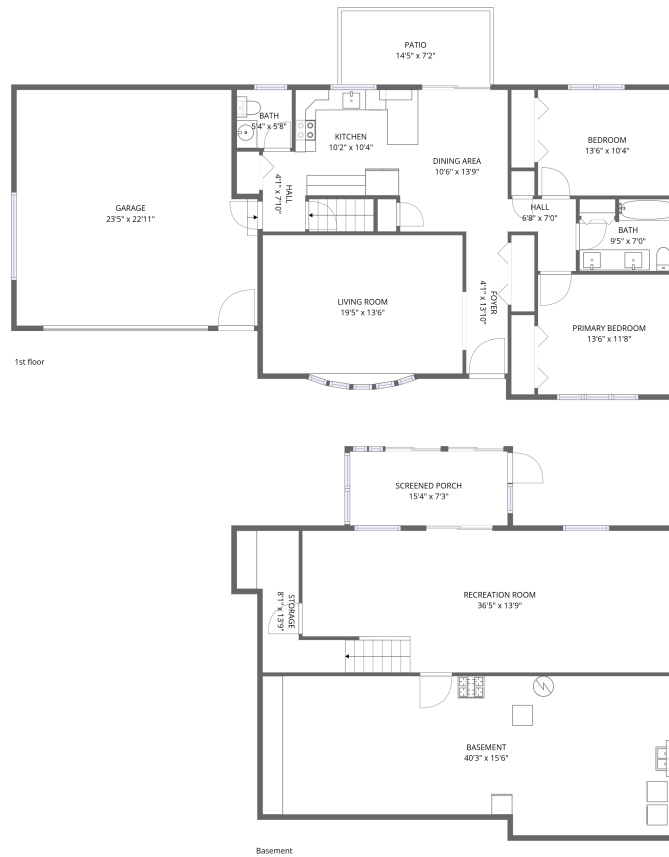 PATIO
14'5" x 7'2"
BATH
5'4" x 5'8"
KITCHEN
10'2" x 10'4"
BEDROOM
13'6" x 10'4"
DINING AREA
10'6" x 13'9"
HALL
4'1" x 7'10"
GARAGE
23'5" x 22'11"
HALL
6'8" x 7'0"
BATH
9'5" x 7'0"
LIVING ROOM
19'5" x 13'6"
FOYER
4'1" x 13'10"
PRIMARY BEDROOM
13'6" x 11'8"
1st floor
SCREENED PORCH
15'4" x 7'3"
STORAGE
8'1" x 13'9"
RECREATION ROOM
36'5" x 13'9"
BASEMENT
40'3" x 15'6"
Basement